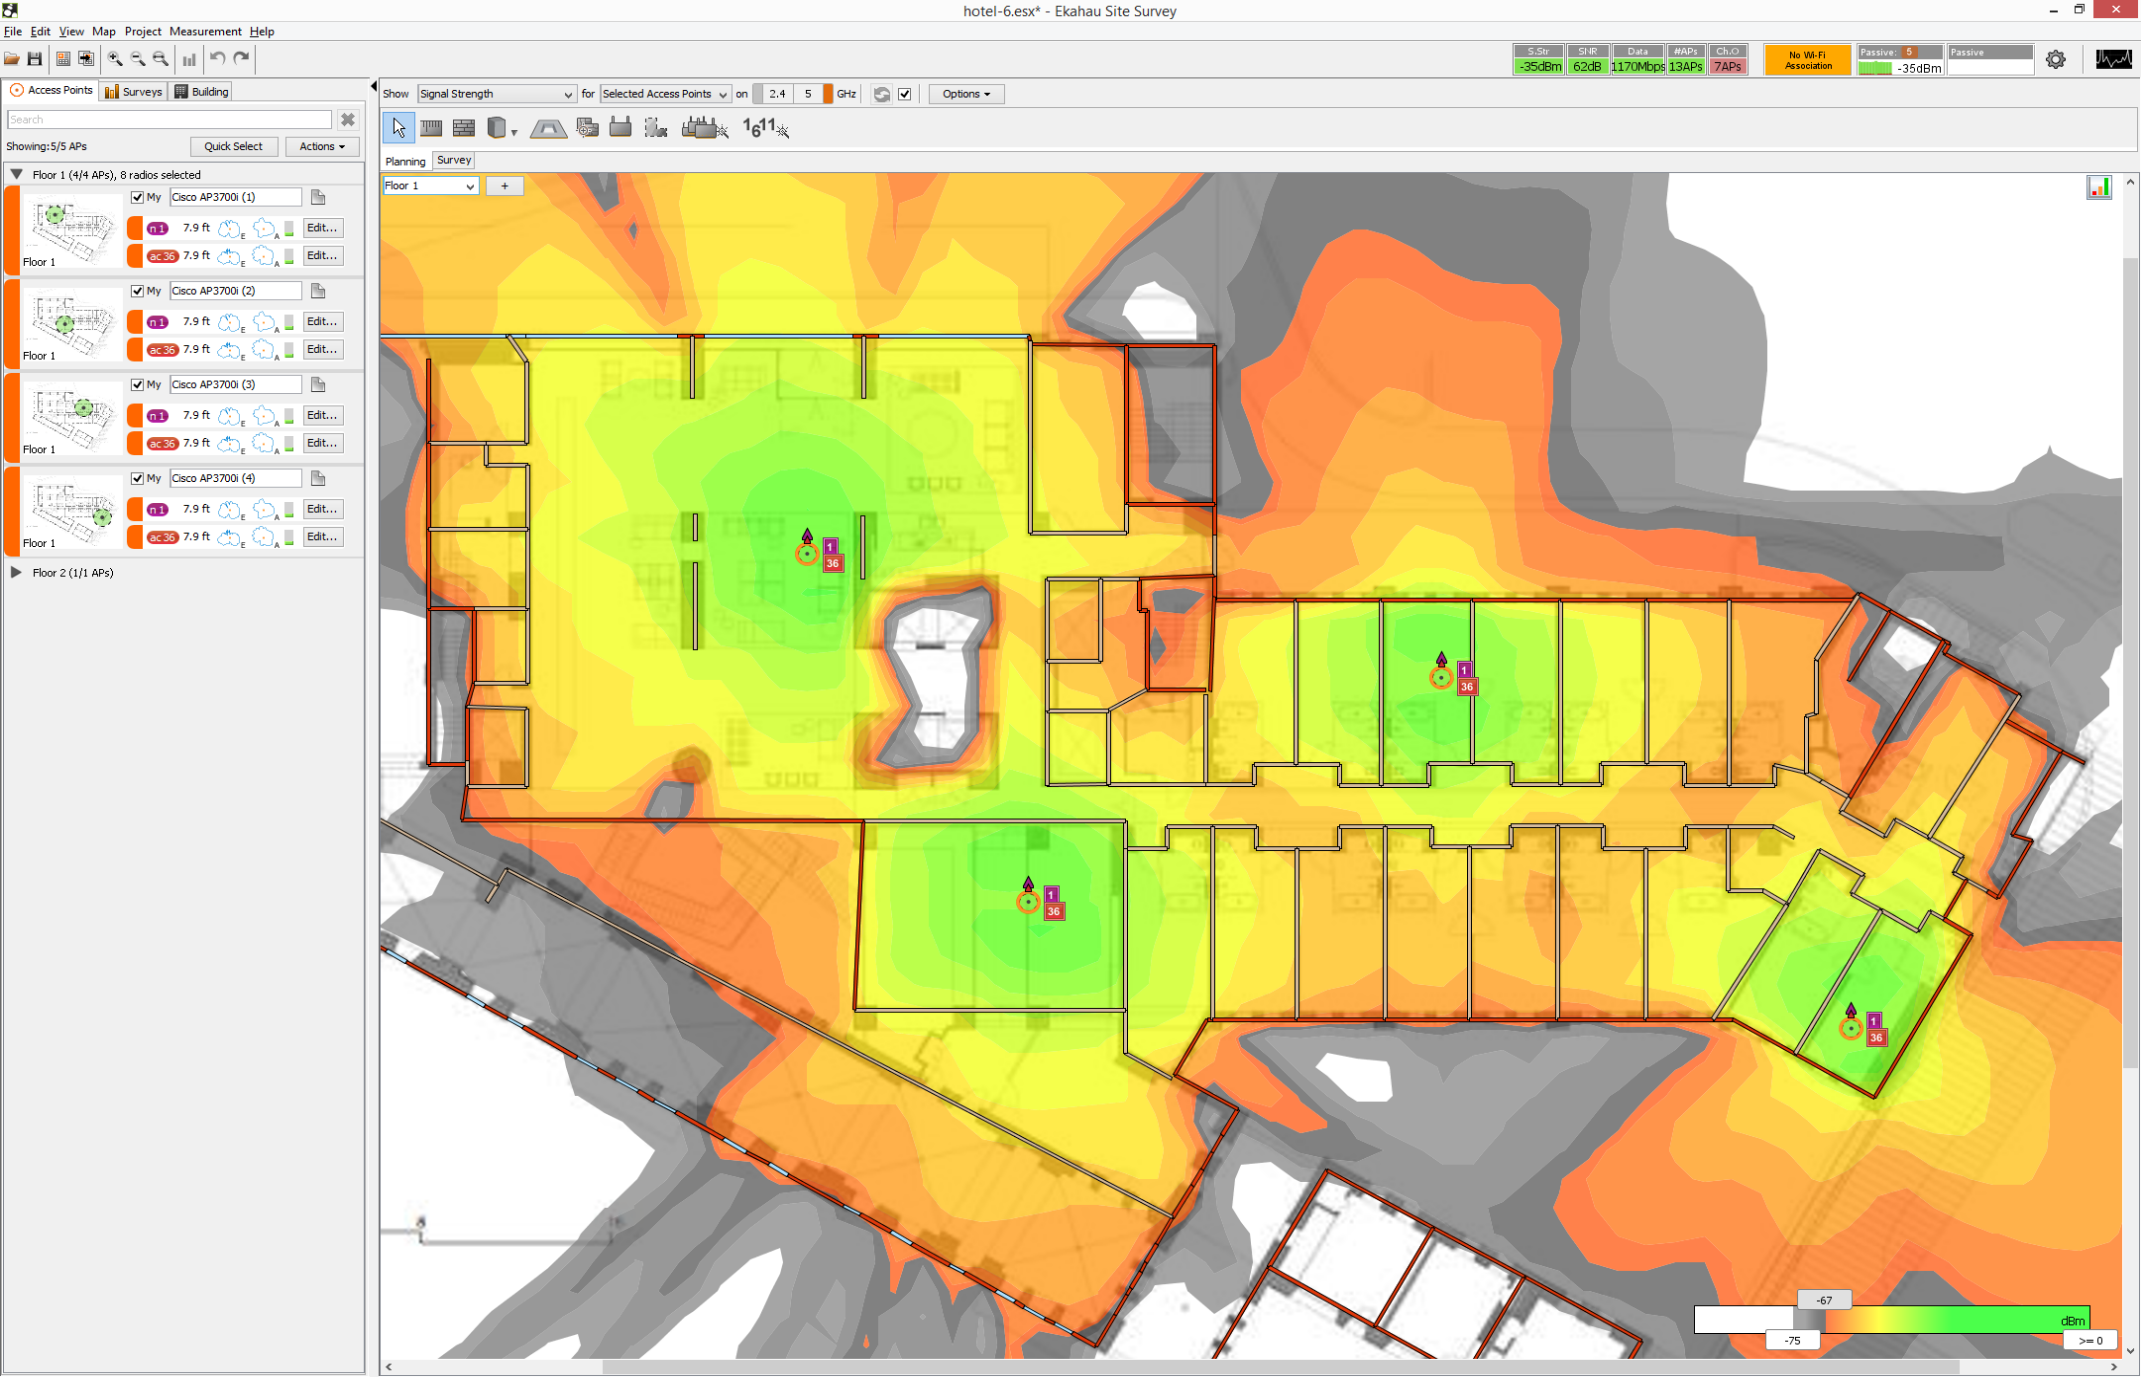 hotel-6.esx* - Ekahau Site Survey
File Edit View Map Project Measurement Help
S.Str SNR Data #APs Ch.O
-35dBm 62dB 1170Mbps 13APs 7APs
No Wi-Fi
Association
Passive: 5
-35dBm
Passive
Access Points Surveys Building
Show Signal Strength for Selected Access Points on 2.4 5 GHz Options
Search
1611
Showing:5/5 APs Quick Select Actions
Planning Survey
Floor 1 (4/4 APs), 8 radios selected
Floor 1 +
My Cisco AP3700i (1)
n 1 7.9 ft E A Edit...
ac 36 7.9 ft E A Edit...
Floor 1
My Cisco AP3700i (2)
n 1 7.9 ft E A Edit...
ac 36 7.9 ft E A Edit...
Floor 1
My Cisco AP3700i (3)
n 1 7.9 ft E A Edit...
ac 36 7.9 ft E A Edit...
Floor 1
My Cisco AP3700i (4)
n 1 7.9 ft E A Edit...
ac 36 7.9 ft E A Edit...
Floor 1
Floor 2 (1/1 APs)
1
36
1
36
1
36
1
36
-67
dBm
-75
>= 0